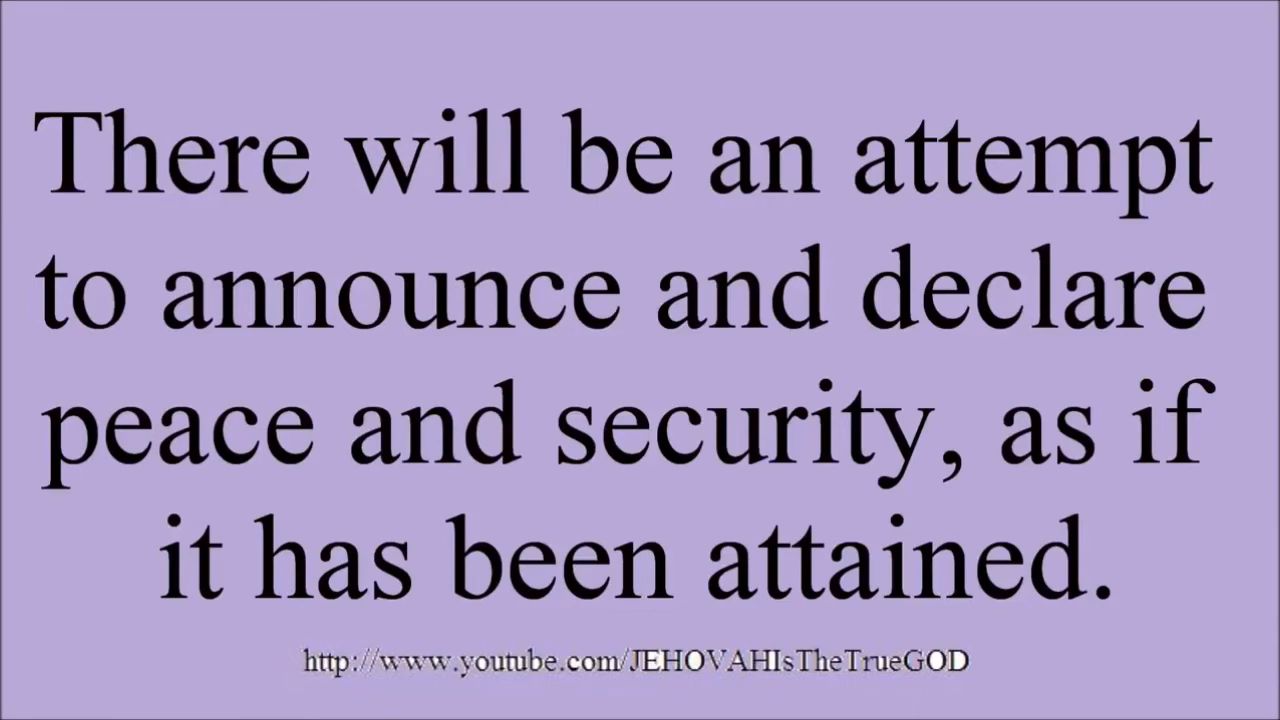 There will be an attempt
to announce and declare
peace and security, as if
it has been attained.
http://www.youtube.com/JEHOVAHIsTheTrueGOD